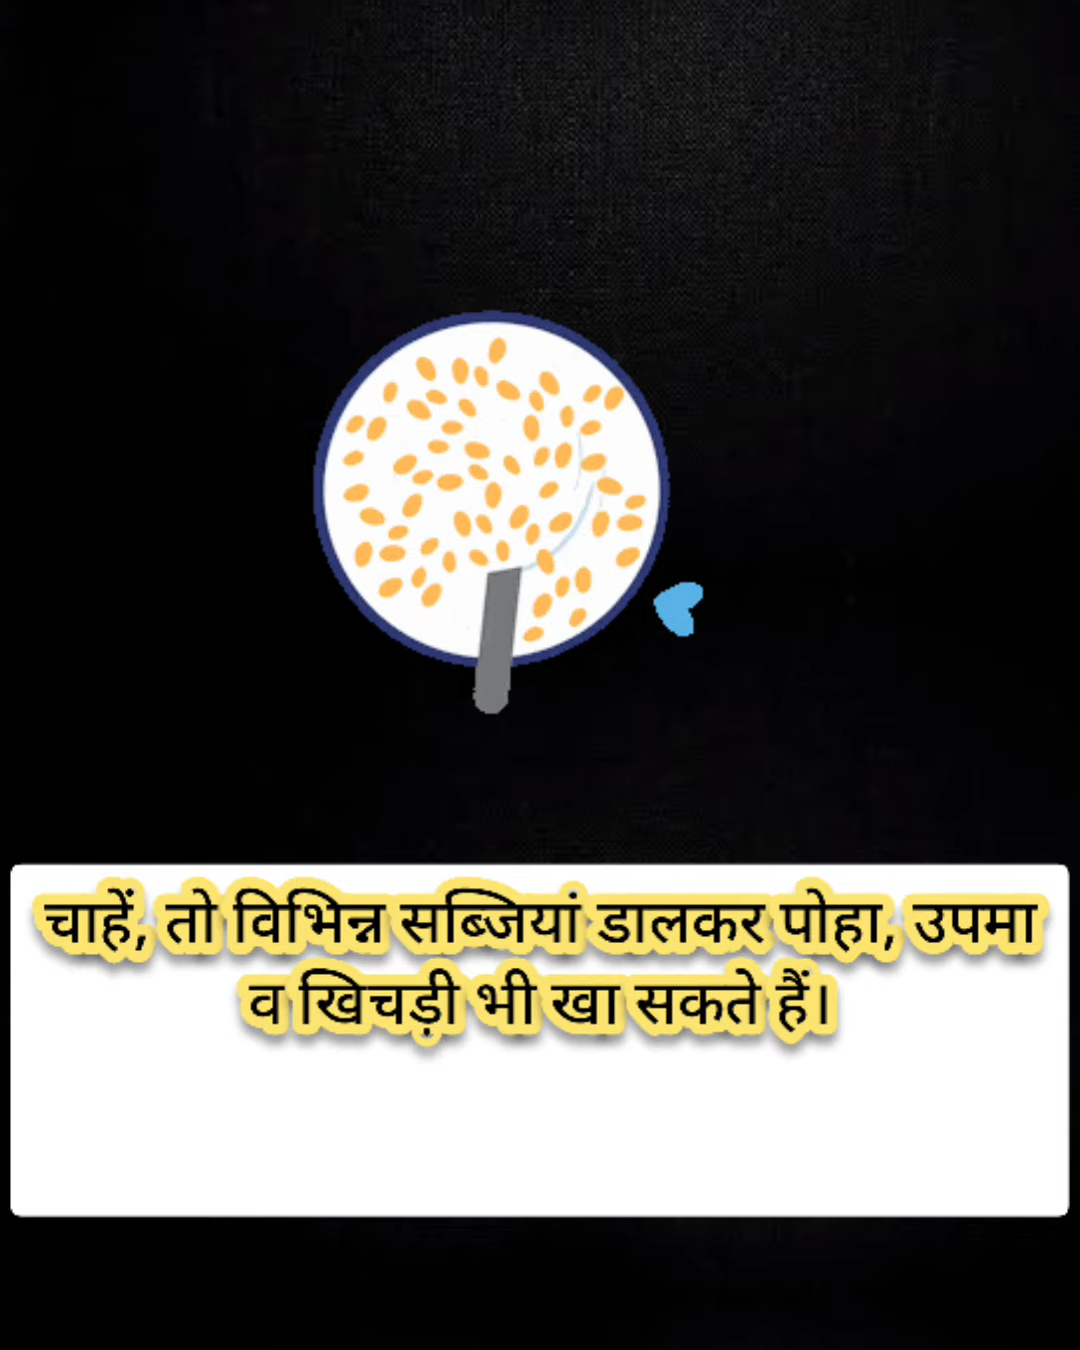 चाहें, तो विभिन्न सब्जियां डालकर पोहा, उपमा
व खिचड़ी भी खा सकते हैं।